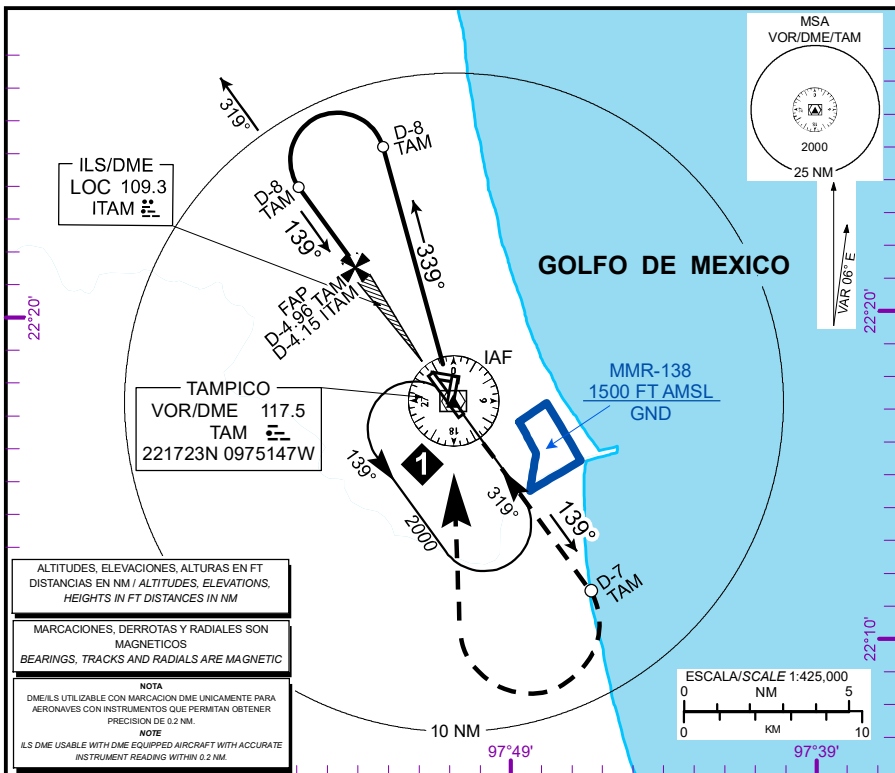 MSA
VOR/DME/TAM
2000
25 NM
VAR 06° E
319°
D-8
TAM
ILS/DME
LOC 109.3
ITAM
D-8
TAM
139°
339°
GOLFO DE MEXICO
FAP
D-4.96 TAM
D-4.15 ITAM
22°20'
22°20'
IAF
MMR-138
1500 FT AMSL
GND
TAMPICO
VOR/DME 117.5
TAM
221723N 0975147W
0
6
18
27
1
139°
2000
319°
139°
D-7
TAM
ALTITUDES, ELEVACIONES, ALTURAS EN FT
DISTANCIAS EN NM / ALTITUDES, ELEVATIONS,
HEIGHTS IN FT DISTANCES IN NM
MARCACIONES, DERROTAS Y RADIALES SON
MAGNETICOS
BEARINGS, TRACKS AND RADIALS ARE MAGNETIC
NOTA
DME/ILS UTILIZABLE CON MARCACION DME UNICAMENTE PARA
AERONAVES CON INSTRUMENTOS QUE PERMITAN OBTENER
PRECISION DE 0.2 NM.
NOTE
ILS DME USABLE WITH DME EQUIPPED AIRCRAFT WITH ACCURATE
INSTRUMENT READING WITHIN 0.2 NM.
22°10'
ESCALA/SCALE 1:425,000
0 NM 5
0 KM 10
10 NM
97°49'
97°39'